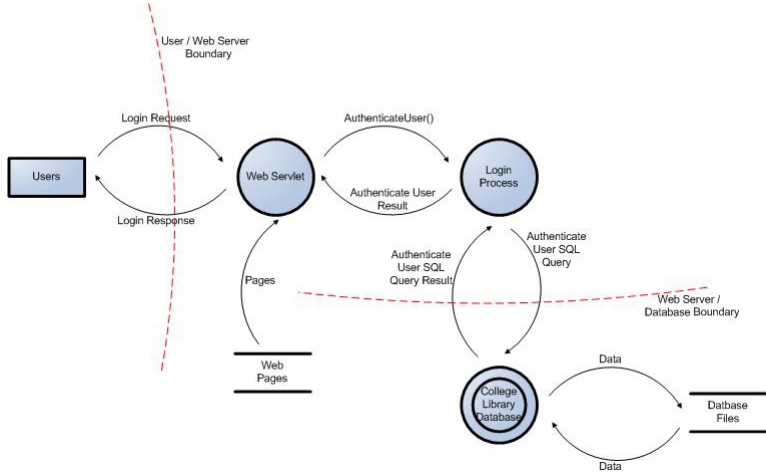 User / Web Server
Boundary
Login Request
AuthenticateUser()
Users
Web Servlet
Login
Process
Authenticate User
Result
Login Response
Authenticate
User SQL
Query
Authenticate
User SQL
Query Result
Pages
Web Server /
Database Boundary
Web
Pages
Data
College
Library
Database
Datbase
Files
Data